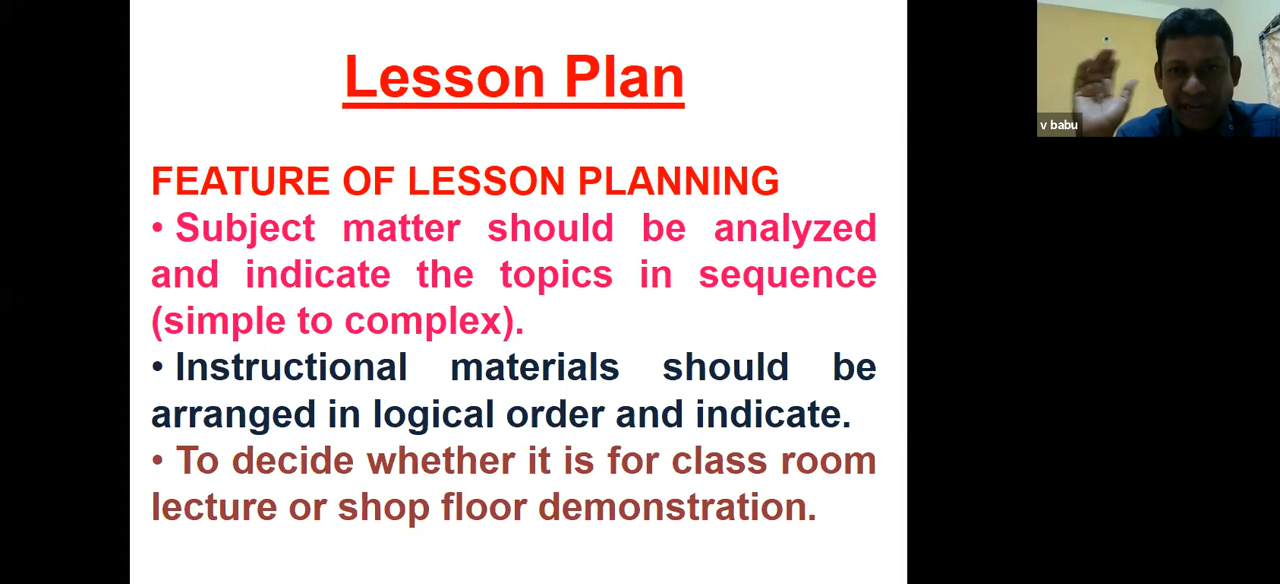 Lesson Plan
FEATURE OF LESSON PLANNING
• Subject matter should be analyzed
and indicate the topics in sequence
(simple to complex).
• Instructional materials should be
arranged in logical order and indicate.
• To decide whether it is for class room
lecture or shop floor demonstration.
v babu